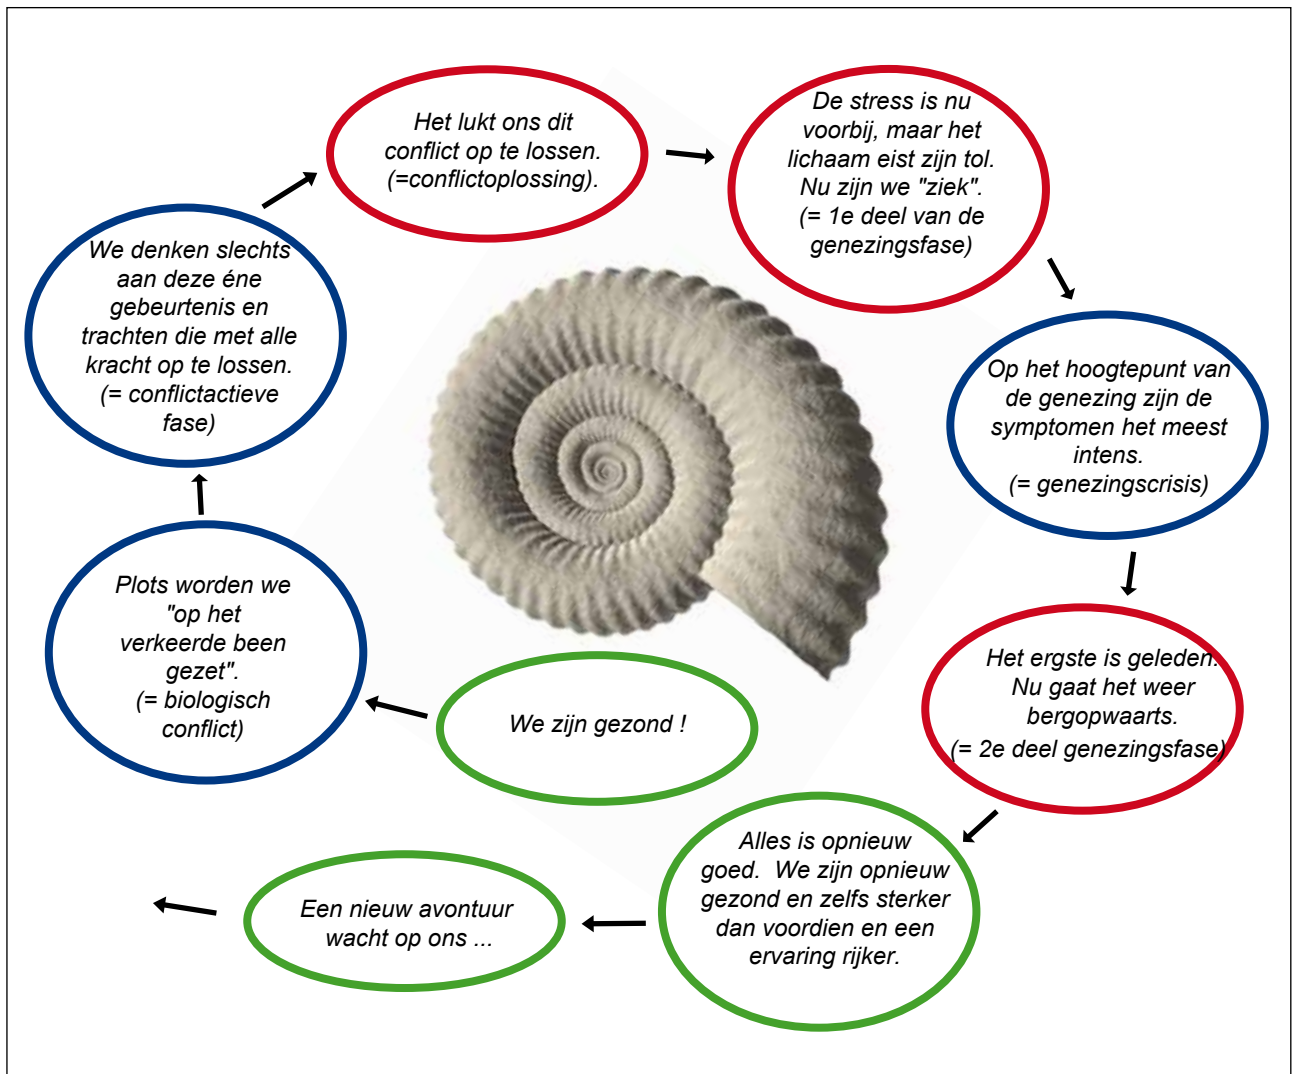 We zijn gezond !
Plots worden we
"op het
verkeerde been
gezet".
(= biologisch
conflict)
We denken slechts
aan deze éne
gebeurtenis en
trachten die met alle
kracht op te lossen.
(= conflictactieve
fase)
Het lukt ons dit
conflict op te lossen.
(=conflictoplossing).
De stress is nu
voorbij, maar het
lichaam eist zijn tol.
Nu zijn we "ziek".
(= 1e deel van de
genezingsfase)
Op het hoogtepunt van
de genezing zijn de
symptomen het meest
intens.
(= genezingscrisis)
Het ergste is geleden.
Nu gaat het weer
bergopwaarts.
(= 2e deel genezingsfase)
Alles is opnieuw
goed.  We zijn opnieuw
gezond en zelfs sterker
dan voordien en een
ervaring rijker.
Een nieuw avontuur
wacht op ons ...